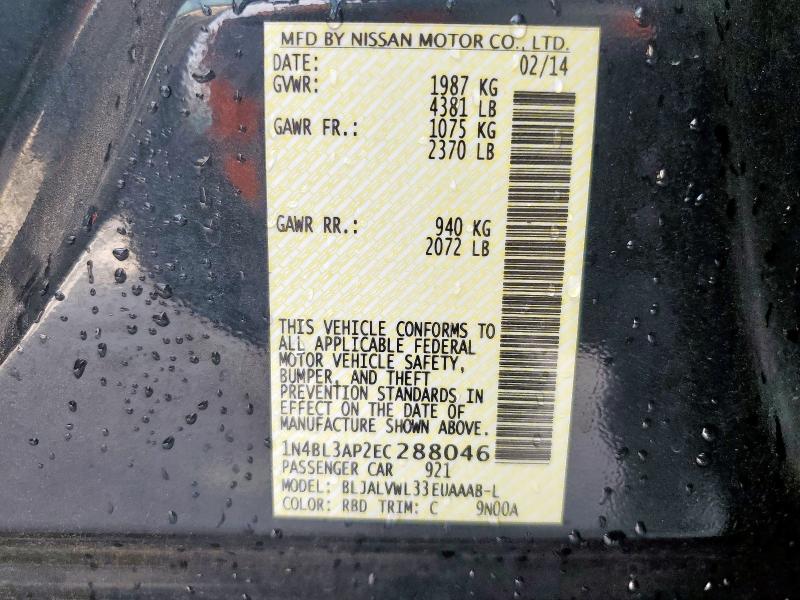 MFD BY NISSAN MOTOR CO., LTD.
DATE: 02/14
GVWR: 1987 KG
4381 LB
GAWR FR.: 1075 KG
2370 LB
GAWR RR.: 940 KG
2072 LB
THIS VEHICLE CONFORMS TO
ALL APPLICABLE FEDERAL
MOTOR VEHICLE SAFETY,
BUMPER, AND THEFT
PREVENTION STANDARDS IN
EFFECT ON THE DATE OF
MANUFACTURE SHOWN ABOVE.
1N4BL3AP2EC288046
PASSENGER CAR 921
MODEL: BLJALVWL33EUAAAB-L
COLOR: RBD TRIM: C 9N00A